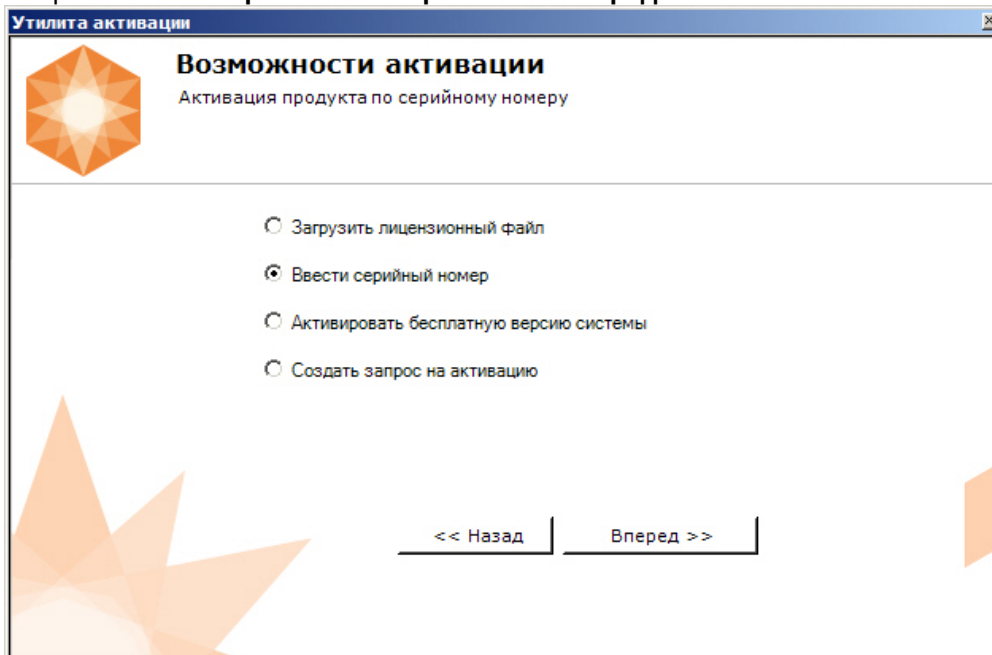 Утилита активации
Возможности активации
Активация продукта по серийному номеру
Загрузить лицензионный файл
Ввести серийный номер
Активировать бесплатную версию системы
Создать запрос на активацию
<< Назад
Вперед >>